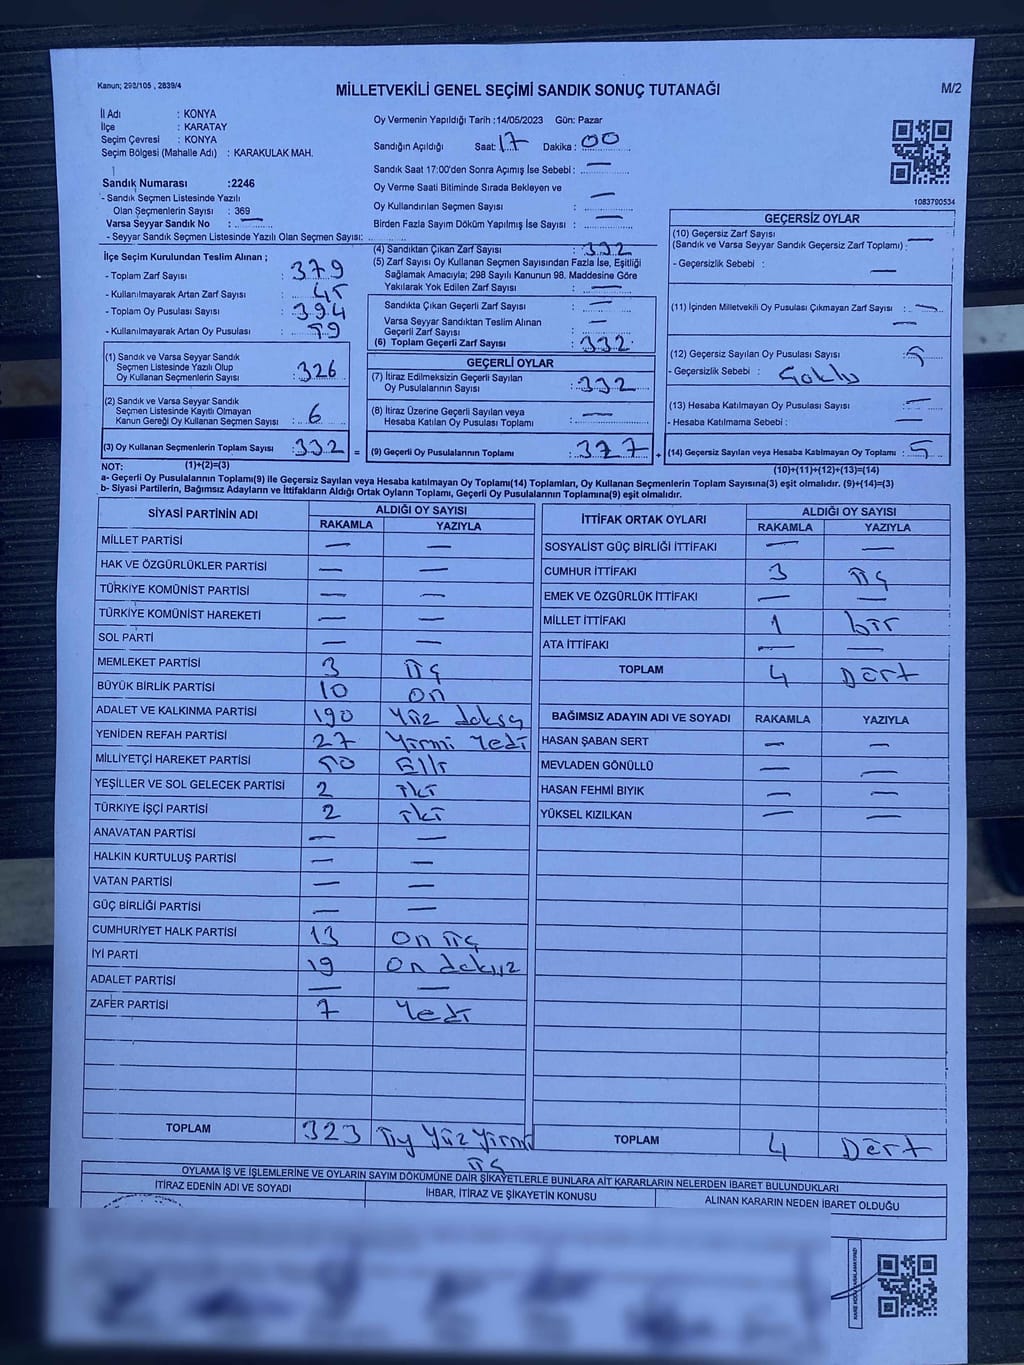 Kanun; 298/105 , 2839/4
MİLLETVEKİLİ GENEL SEÇİMİ SANDIK SONUÇ TUTANAĞI
M/2
İl Adı : KONYA
İlçe : KARATAY
Seçim Çevresi : KONYA
Seçim Bölgesi (Mahalle Adı) : KARAKULAK MAH.
Sandık Numarası :2246
- Sandık Seçmen Listesinde Yazılı
Olan Seçmenlerin Sayısı : 369
Varsa Seyyar Sandık No : —
- Seyyar Sandık Seçmen Listesinde Yazılı Olan Seçmen Sayısı:
Oy Vermenin Yapıldığı Tarih :14/05/2023 Gün: Pazar
Sandığın Açıldığı Saat: 17 Dakika : 00
Sandık Saat 17:00'den Sonra Açımış İse Sebebi : —
Oy Verme Saati Bitiminde Sırada Bekleyen ve
Oy Kullandırılan Seçmen Sayısı : —
Birden Fazla Sayım Döküm Yapılmış İse Sayısı : —
1083790534
İlçe Seçim Kurulundan Teslim Alınan ;
- Toplam Zarf Sayısı : 379
- Kullanılmayarak Artan Zarf Sayısı : 45
- Toplam Oy Pusulası Sayısı : 394
- Kullanılmayarak Artan Oy Pusulası : 59
(1) Sandık ve Varsa Seyyar Sandık
Seçmen Listesinde Yazılı Olup
Oy Kullanan Seçmenlerin Sayısı : 326
(2) Sandık ve Varsa Seyyar Sandık
Seçmen Listesinde Kayıtlı Olmayan
Kanun Gereği Oy Kullanan Seçmen Sayısı : 6
(3) Oy Kullanan Seçmenlerin Toplam Sayısı : 332 =
(4) Sandıktan Çıkan Zarf Sayısı : 332
(5) Zarf Sayısı Oy Kullanan Seçmen Sayısından Fazla İse, Eşitliği
Sağlamak Amacıyla; 298 Sayılı Kanunun 98. Maddesine Göre
Yakılarak Yok Edilen Zarf Sayısı : —
Sandıkta Çıkan Geçerli Zarf Sayısı : —
Varsa Seyyar Sandıktan Teslim Alınan
Geçerli Zarf Sayısı : —
(6) Toplam Geçerli Zarf Sayısı : 332
GEÇERLİ OYLAR
(7) İtiraz Edilmeksizin Geçerli Sayılan
Oy Pusulalarının Sayısı : 332
(8) İtiraz Üzerine Geçerli Sayılan veya
Hesaba Katılan Oy Pusulası Toplamı : —
(9) Geçerli Oy Pusulalarının Toplamı : 327 +
GEÇERSİZ OYLAR
(10) Geçersiz Zarf Sayısı
(Sandık ve Varsa Seyyar Sandık Geçersiz Zarf Toplamı) : —
- Geçersizlik Sebebi : —
(11) İçinden Milletvekili Oy Pusulası Çıkmayan Zarf Sayısı : —
—
(12) Geçersiz Sayılan Oy Pusulası Sayısı : 5
- Geçersizlik Sebebi :
(13) Hesaba Katılmayan Oy Pusulası Sayısı : —
- Hesaba Katılmama Sebebi : —
(14) Geçersiz Sayılan veya Hesaba Katılmayan Oy Toplamı : 5
NOT: (1)+(2)=(3)
(10)+(11)+(12)+(13)=(14)
a- Geçerli Oy Pusulalarının Toplamı(9) ile Geçersiz Sayılan veya Hesaba katılmayan Oy Toplamı(14) Toplamları, Oy Kullanan Seçmenlerin Toplam Sayısına(3) eşit olmalıdır. (9)+(14)=(3)
b- Siyasi Partilerin, Bağımsız Adayların ve İttifakların Aldığı Ortak Oyların Toplamı, Geçerli Oy Pusulalarının Toplamına(9) eşit olmalıdır.
SİYASİ PARTİNİN ADI ALDIĞI OY SAYISI
RAKAMLA YAZIYLA
MİLLET PARTİSİ — —
HAK VE ÖZGÜRLÜKLER PARTİSİ — —
TÜRKİYE KOMÜNİST PARTİSİ — —
TÜRKİYE KOMÜNİST HAREKETİ — —
SOL PARTİ — —
MEMLEKET PARTİSİ 3 üç
BÜYÜK BİRLİK PARTİSİ 10 on
ADALET VE KALKINMA PARTİSİ 190 Yüz doksa
YENİDEN REFAH PARTİSİ 27 Yirmi Yedi
MİLLİYETÇİ HAREKET PARTİSİ 50 Elli
YEŞİLLER VE SOL GELECEK PARTİSİ 2 iki
TÜRKİYE İŞÇİ PARTİSİ 2 iki
ANAVATAN PARTİSİ — —
HALKIN KURTULUŞ PARTİSİ — —
VATAN PARTİSİ — —
GÜÇ BİRLİĞİ PARTİSİ — —
CUMHURİYET HALK PARTİSİ 13 on üç
İYİ PARTİ 19 on dokuz
ADALET PARTİSİ — —
ZAFER PARTİSİ 7 Yedi
TOPLAM 323 üç Yüz Yirmi
üç
İTTİFAK ORTAK OYLARI ALDIĞI OY SAYISI
RAKAMLA YAZIYLA
SOSYALİST GÜÇ BİRLİĞİ İTTİFAKI — —
CUMHUR İTTİFAKI 3 üç
EMEK VE ÖZGÜRLÜK İTTİFAKI — —
MİLLET İTTİFAKI 1 bir
ATA İTTİFAKI — —
TOPLAM 4 Dört
BAĞIMSIZ ADAYIN ADI VE SOYADI RAKAMLA YAZIYLA
HASAN ŞABAN SERT — —
MEVLADEN GÖNÜLLÜ — —
HASAN FEHMİ BIYIK — —
YÜKSEL KIZILKAN — —
TOPLAM 4 Dört
OYLAMA İŞ VE İŞLEMLERİNE VE OYLARIN SAYIM DÖKÜMÜNE DAİR ŞİKAYETLERLE BUNLARA AİT KARARLARIN NELERDEN İBARET BULUNDUKLARI
İTİRAZ EDENİN ADI VE SOYADI İHBAR, İTİRAZ VE ŞİKAYETİN KONUSU ALINAN KARARIN NEDEN İBARET OLDUĞU